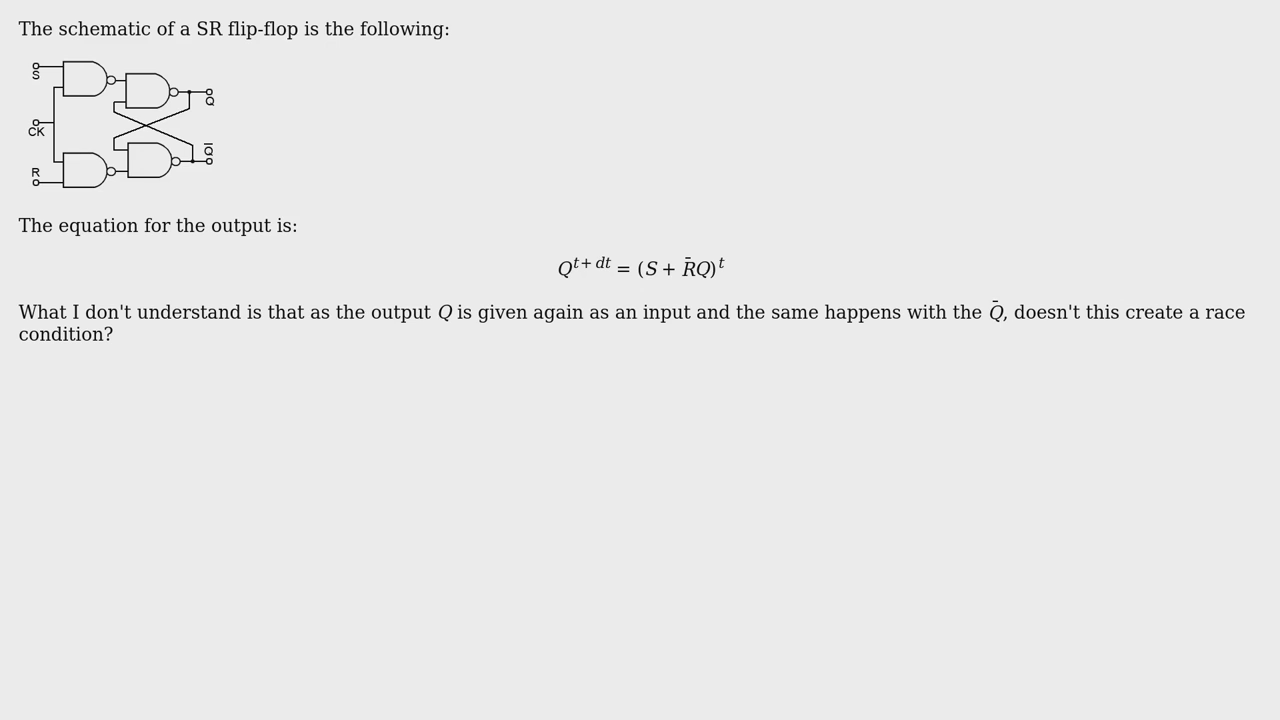 The schematic of a SR flip-flop is the following:
S
CK
R
Q
Q̅
The equation for the output is:
Q^{t+dt} = (S + R̄Q)^t
What I don't understand is that as the output Q is given again as an input and the same happens with the Q̄, doesn't this create a race
condition?